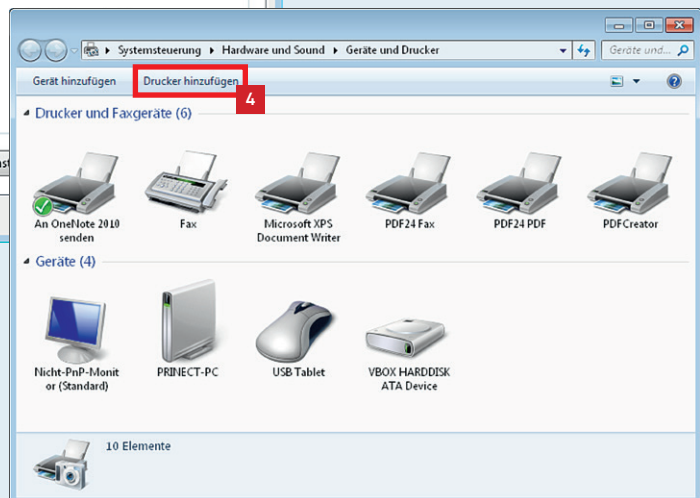 Systemsteuerung ▸ Hardware und Sound ▸ Geräte und Drucker
Geräte und...
Gerät hinzufügen
Drucker hinzufügen
4
Drucker und Faxgeräte (6)
An OneNote 2010
senden
Fax
Microsoft XPS
Document Writer
PDF24 Fax
PDF24 PDF
PDFCreator
Geräte (4)
Nicht-PnP-Monit
or (Standard)
PRINECT-PC
USB Tablet
VBOX HARDDISK
ATA Device
10 Elemente